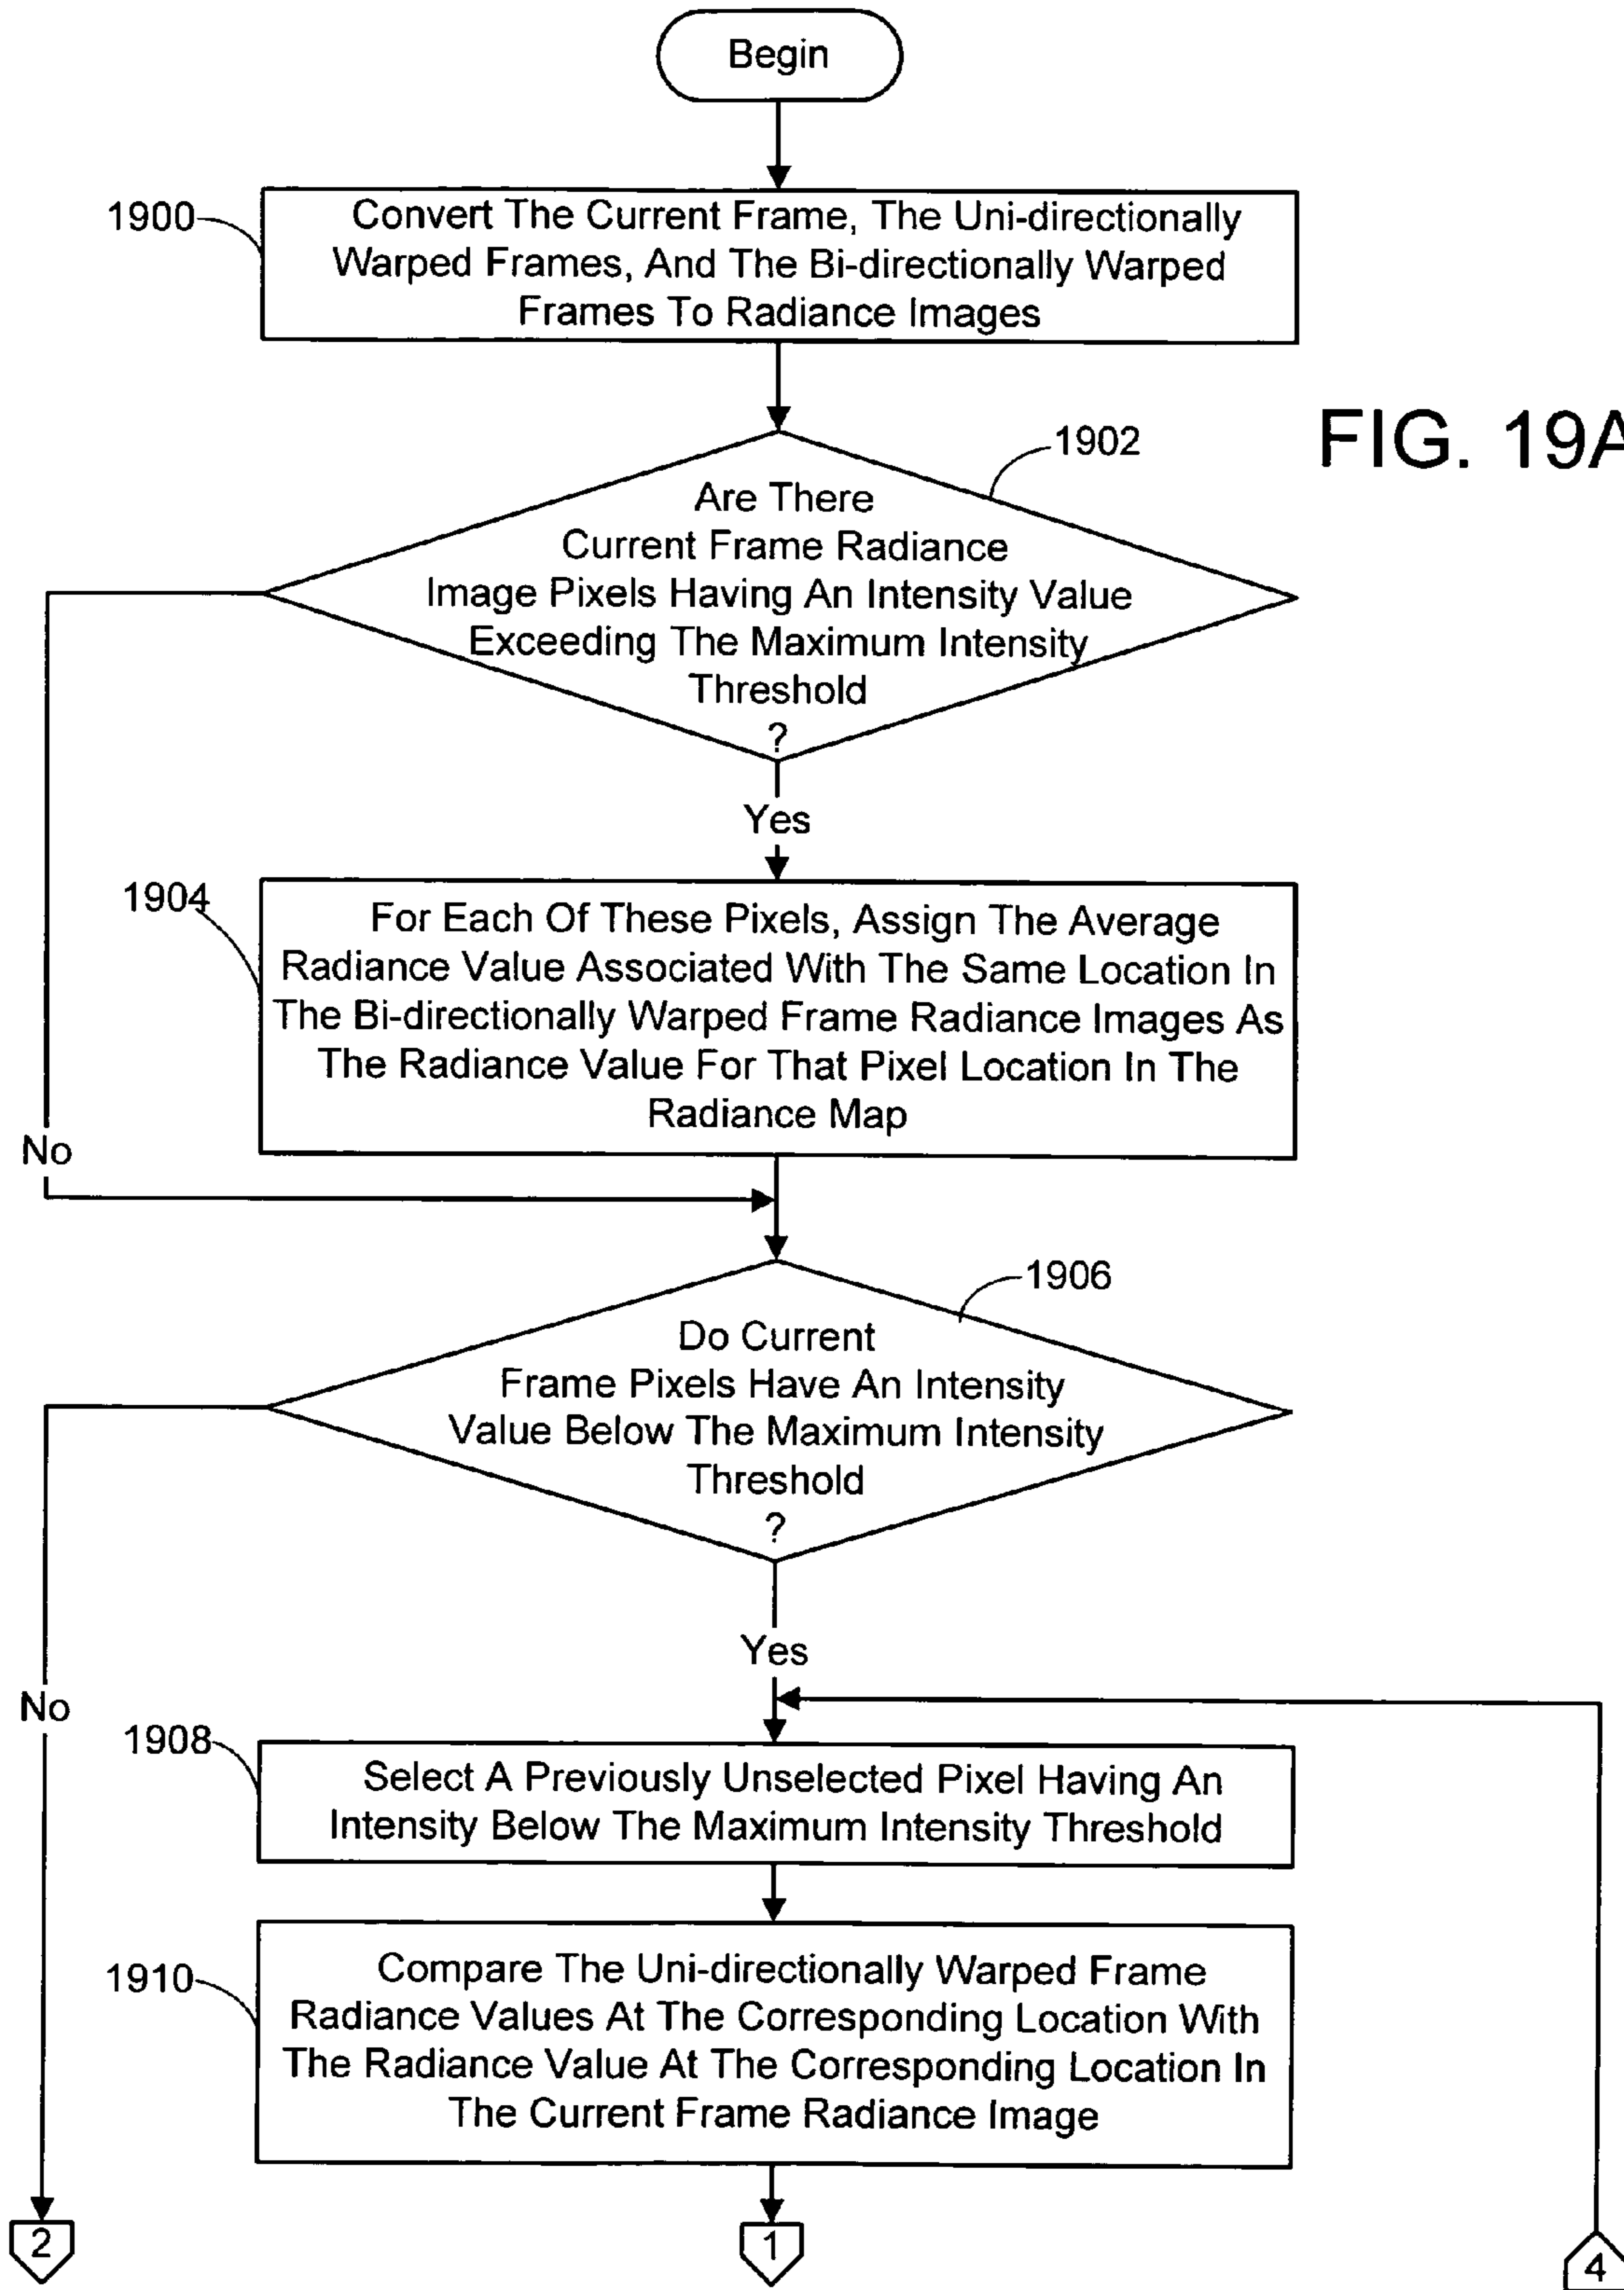 Begin
1900
Convert The Current Frame, The Uni-directionally
Warped Frames, And The Bi-directionally Warped
Frames To Radiance Images
FIG. 19A
1902
Are There
Current Frame Radiance
Image Pixels Having An Intensity Value
Exceeding The Maximum Intensity
Threshold
?
Yes
1904
For Each Of These Pixels, Assign The Average
Radiance Value Associated With The Same Location In
The Bi-directionally Warped Frame Radiance Images As
The Radiance Value For That Pixel Location In The
Radiance Map
No
1906
Do Current
Frame Pixels Have An Intensity
Value Below The Maximum Intensity
Threshold
?
Yes
No
1908
Select A Previously Unselected Pixel Having An
Intensity Below The Maximum Intensity Threshold
1910
Compare The Uni-directionally Warped Frame
Radiance Values At The Corresponding Location With
The Radiance Value At The Corresponding Location In
The Current Frame Radiance Image
2
1
4